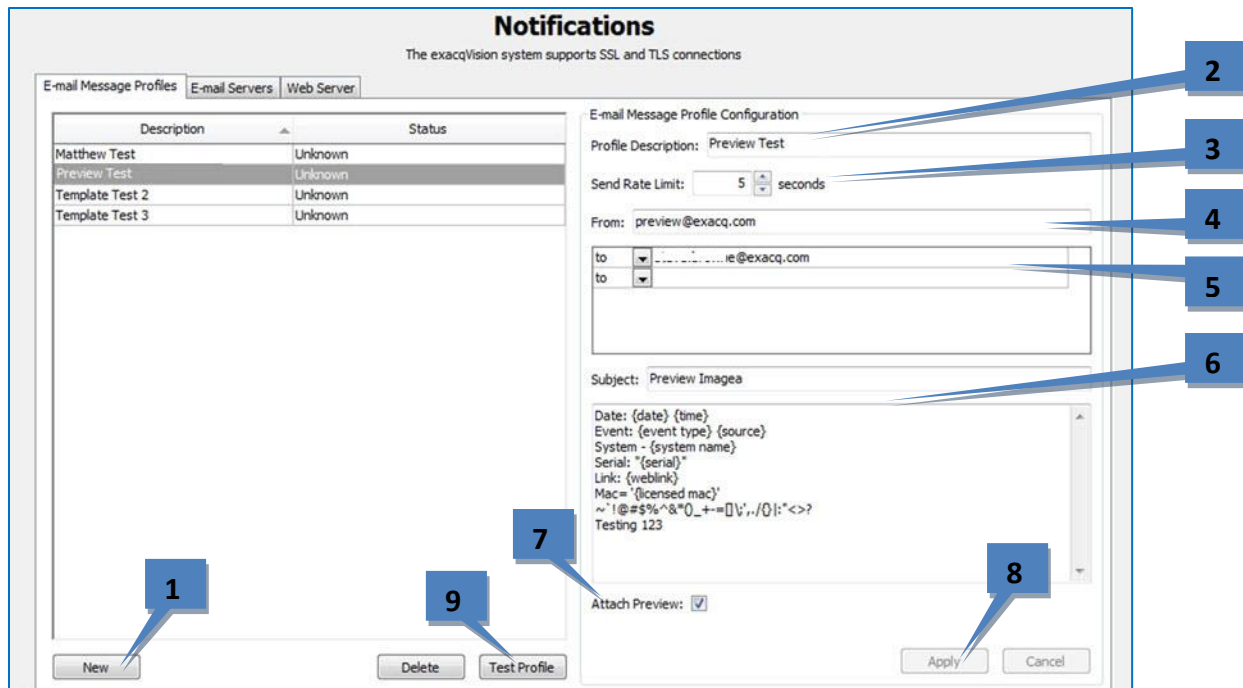 Notifications
The exacqVision system supports SSL and TLS connections
E-mail Message Profiles E-mail Servers Web Server
Description Status
Matthew Test Unknown
Preview Test Unknown
Template Test 2 Unknown
Template Test 3 Unknown
New
Delete
Test Profile
E-mail Message Profile Configuration
Profile Description: Preview Test
Send Rate Limit: 5 seconds
From: preview@exacq.com
to e@exacq.com
to
Subject: Preview Imagea
Date: {date} {time}
Event: {event type} {source}
System - {system name}
Serial: "{serial}"
Link: {weblink}
Mac= '{licensed mac}'
~`!@#$%^&*()_+-=[]\;',./{}|:"<>?
Testing 123
Attach Preview:
Apply Cancel
1
2
3
4
5
6
7
8
9